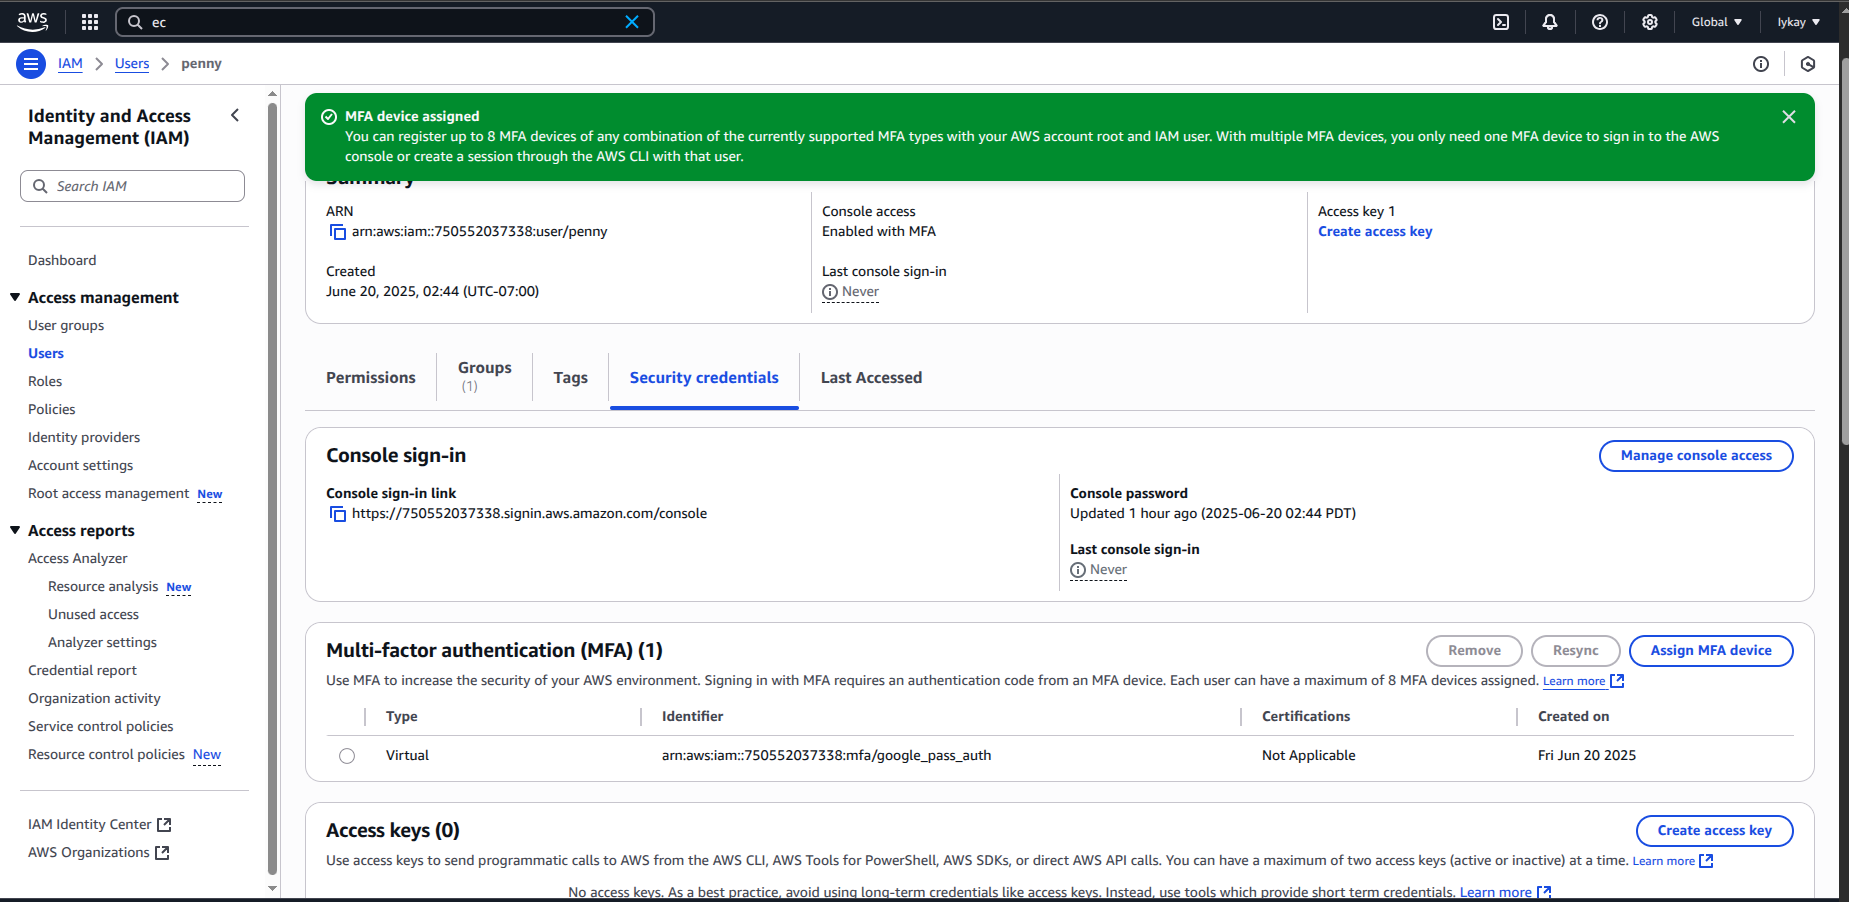 aws
ec
Global
Iykay
IAM
Users
penny
Identity and Access
Management (IAM)
Search IAM
Dashboard
Access management
User groups
Users
Roles
Policies
Identity providers
Account settings
Root access management New
Access reports
Access Analyzer
Resource analysis New
Unused access
Analyzer settings
Credential report
Organization activity
Service control policies
Resource control policies New
IAM Identity Center
AWS Organizations
MFA device assigned
You can register up to 8 MFA devices of any combination of the currently supported MFA types with your AWS account root and IAM user. With multiple MFA devices, you only need one MFA device to sign in to the AWS
console or create a session through the AWS CLI with that user.
Summary
ARN
arn:aws:iam::750552037338:user/penny
Created
June 20, 2025, 02:44 (UTC-07:00)
Console access
Enabled with MFA
Last console sign-in
Never
Access key 1
Create access key
Permissions
Groups
(1)
Tags
Security credentials
Last Accessed
Console sign-in
Manage console access
Console sign-in link
https://750552037338.signin.aws.amazon.com/console
Console password
Updated 1 hour ago (2025-06-20 02:44 PDT)
Last console sign-in
Never
Multi-factor authentication (MFA) (1)
Remove
Resync
Assign MFA device
Use MFA to increase the security of your AWS environment. Signing in with MFA requires an authentication code from an MFA device. Each user can have a maximum of 8 MFA devices assigned. Learn more
Type Identifier Certifications Created on
Virtual arn:aws:iam::750552037338:mfa/google_pass_auth Not Applicable Fri Jun 20 2025
Access keys (0)
Create access key
Use access keys to send programmatic calls to AWS from the AWS CLI, AWS Tools for PowerShell, AWS SDKs, or direct AWS API calls. You can have a maximum of two access keys (active or inactive) at a time. Learn more
No access keys. As a best practice, avoid using long-term credentials like access keys. Instead, use tools which provide short term credentials. Learn more